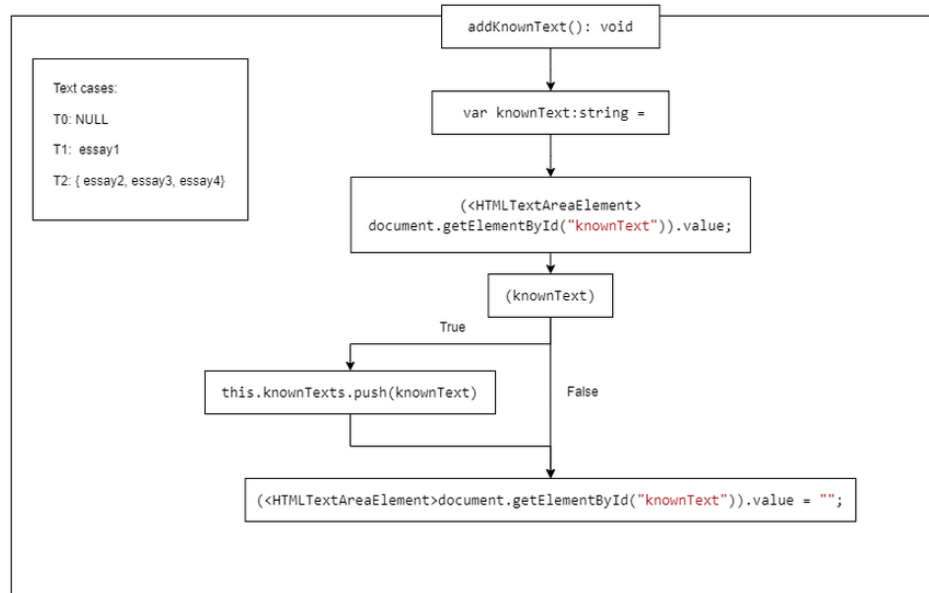 addKnownText(): void
Text cases:
T0: NULL
T1: essay1
T2: { essay2, essay3, essay4}
var knownText:string =
(<HTMLTextAreaElement>
document.getElementById("knownText")).value;
(knownText)
True
this.knownTexts.push(knownText)
False
(<HTMLTextAreaElement>document.getElementById("knownText")).value = "";